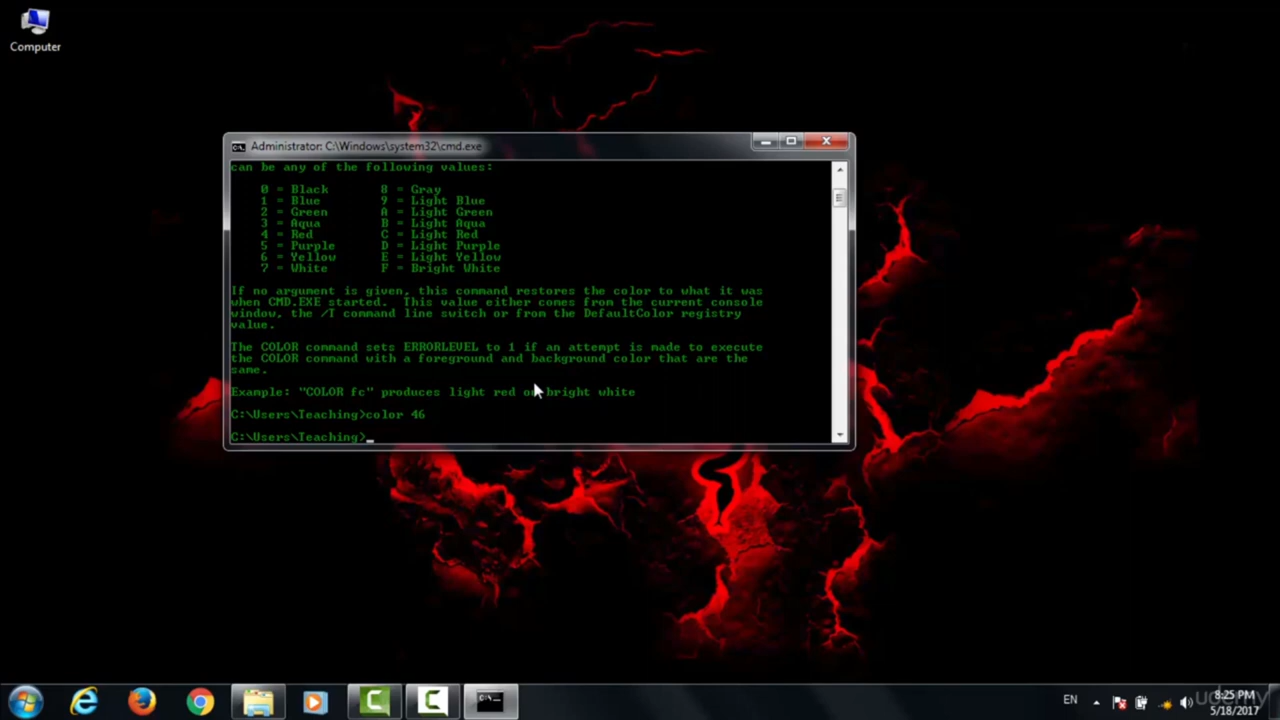 Computer
Administrator: C:\Windows\system32\cmd.exe
can be any of the following values:
0 = Black 8 = Gray
1 = Blue 9 = Light Blue
2 = Green A = Light Green
3 = Aqua B = Light Aqua
4 = Red C = Light Red
5 = Purple D = Light Purple
6 = Yellow E = Light Yellow
7 = White F = Bright White
If no argument is given, this command restores the color to what it was
when CMD.EXE started. This value either comes from the current console
window, the /T command line switch or from the DefaultColor registry
value.
The COLOR command sets ERRORLEVEL to 1 if an attempt is made to execute
the COLOR command with a foreground and background color that are the
same.
Example: "COLOR fc" produces light red on bright white
C:\Users\Teaching>color 46
C:\Users\Teaching>_
EN
8:25 PM
5/18/2017
udemy